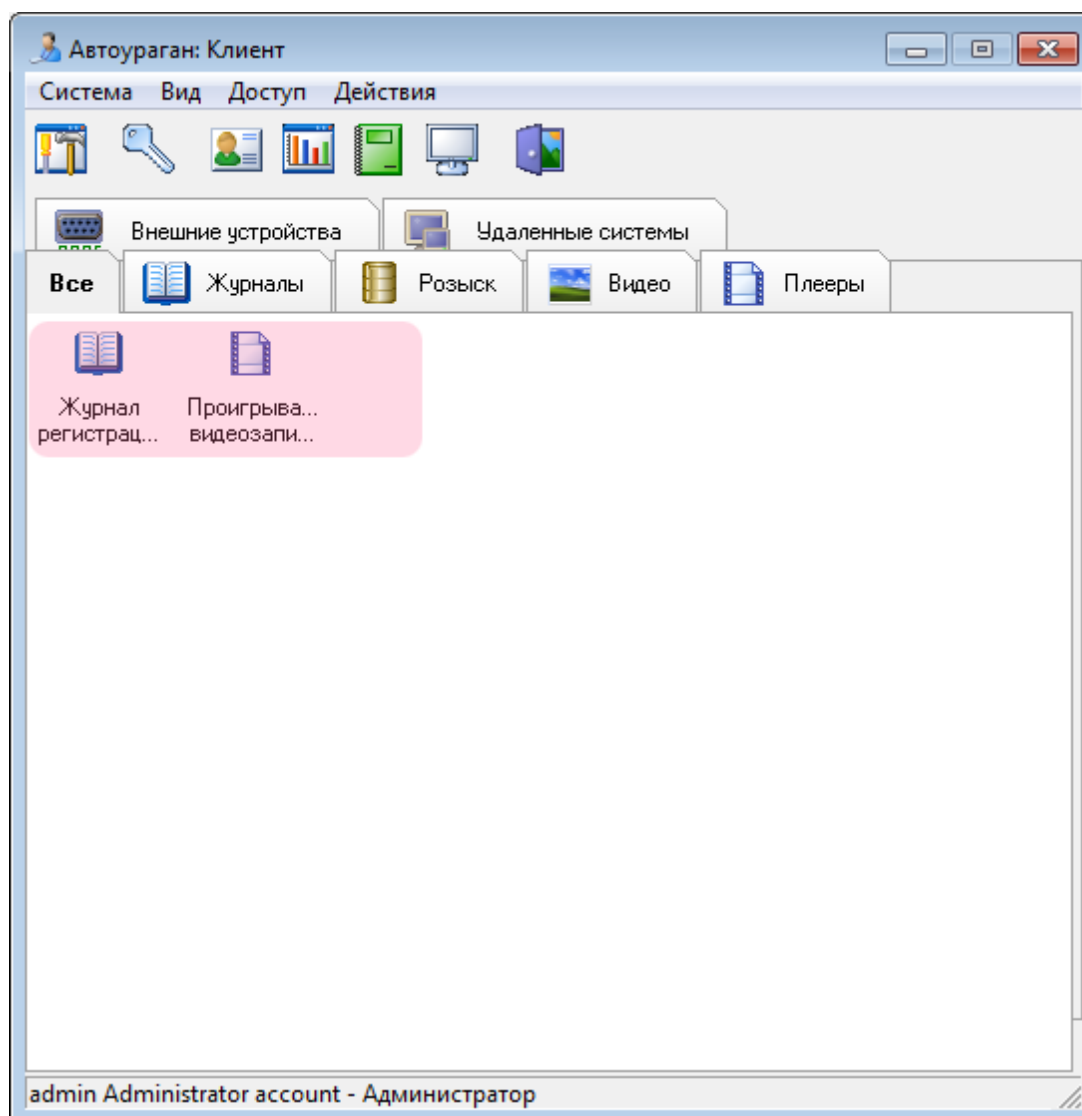 Автоураган: Клиент
Система Вид Доступ Действия
Внешние устройства Удаленные системы
Все Журналы Розыск Видео Плееры
Журнал Проигрыва...
регистрац... видеозапи...
admin Administrator account - Администратор